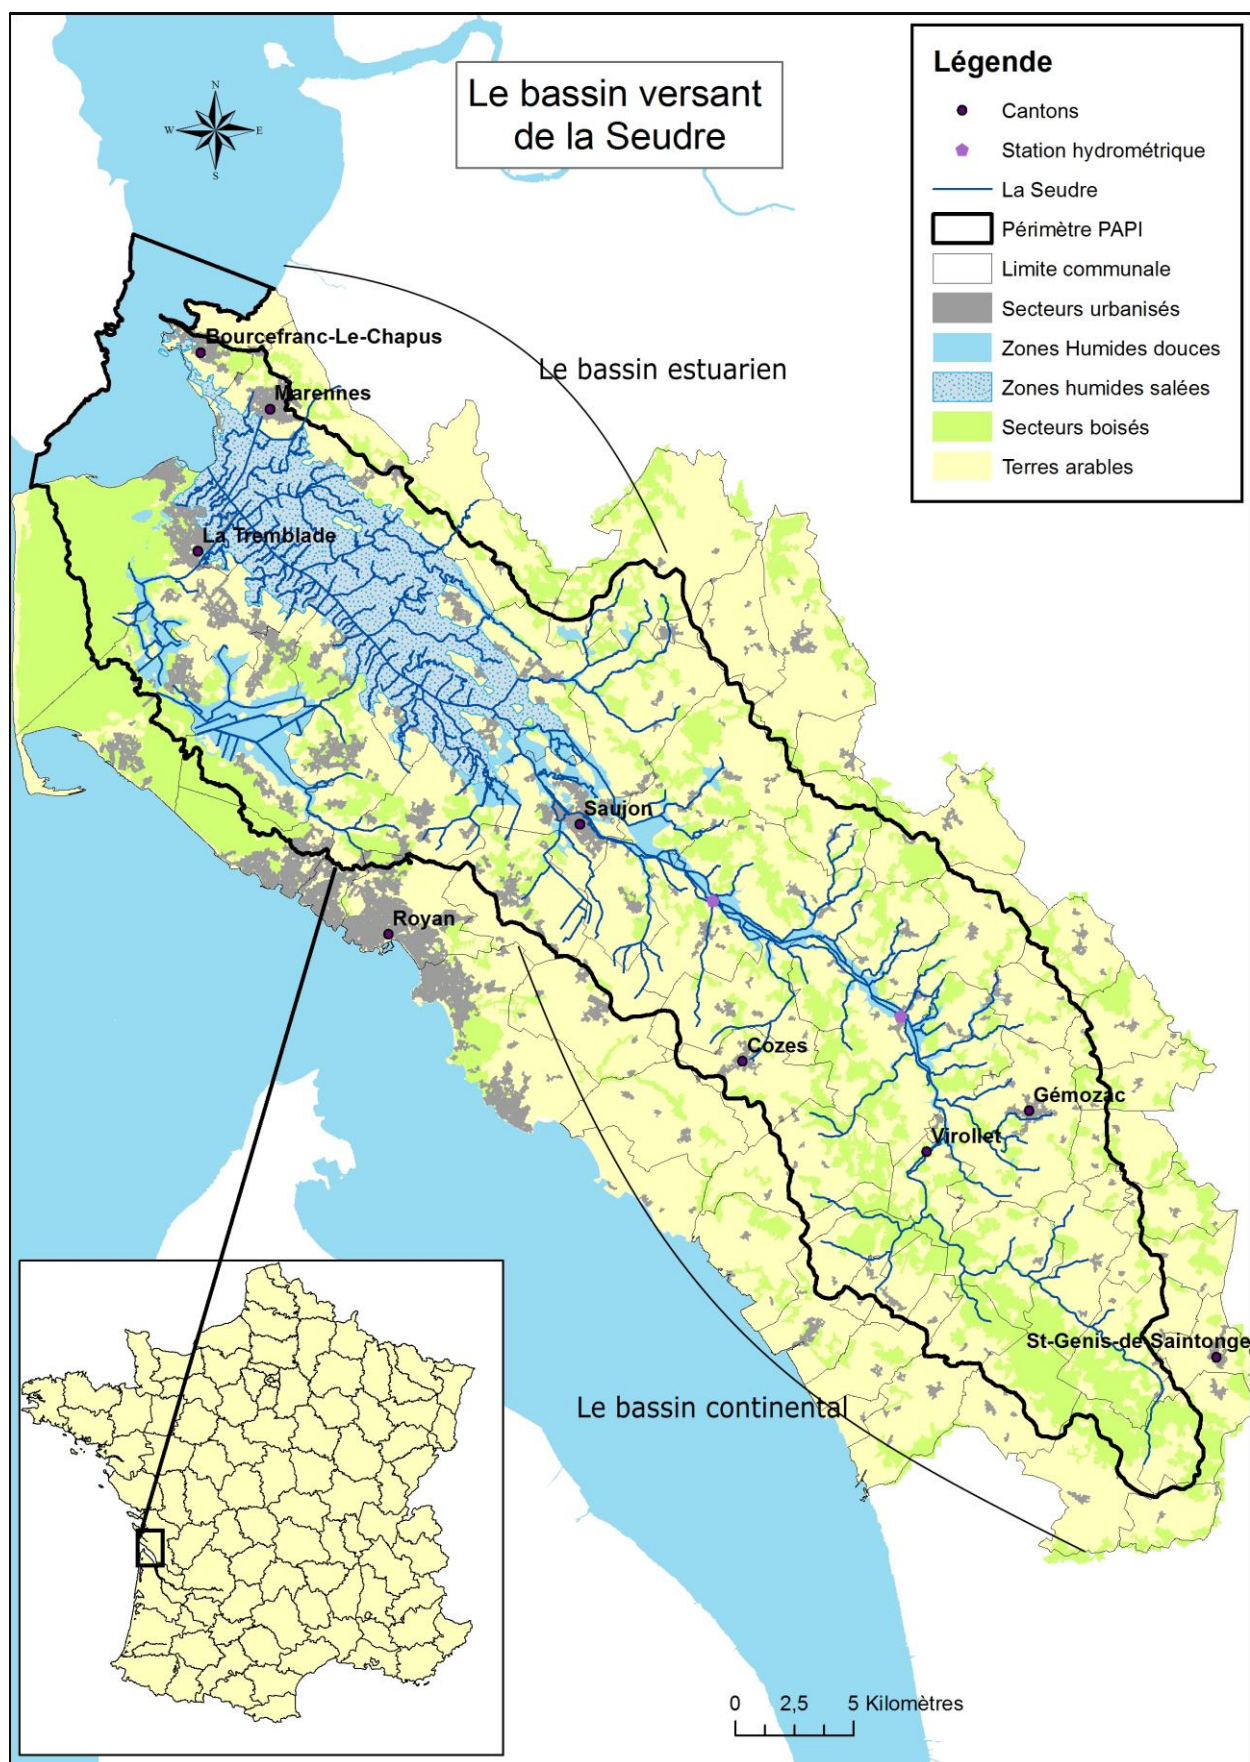 Le bassin versant
de la Seudre
N
W
E
S
Légende
Cantons
Station hydrométrique
La Seudre
Périmètre PAPI
Limite communale
Secteurs urbanisés
Zones Humides douces
Zones humides salées
Secteurs boisés
Terres arables
Bourcefranc-Le-Chapus
Le bassin estuarien
Marennes
La Tremblade
Saujon
Royan
Cozes
Gémozac
Virollet
St-Genis-de Saintonge
Le bassin continental
0 2,5 5 Kilomètres